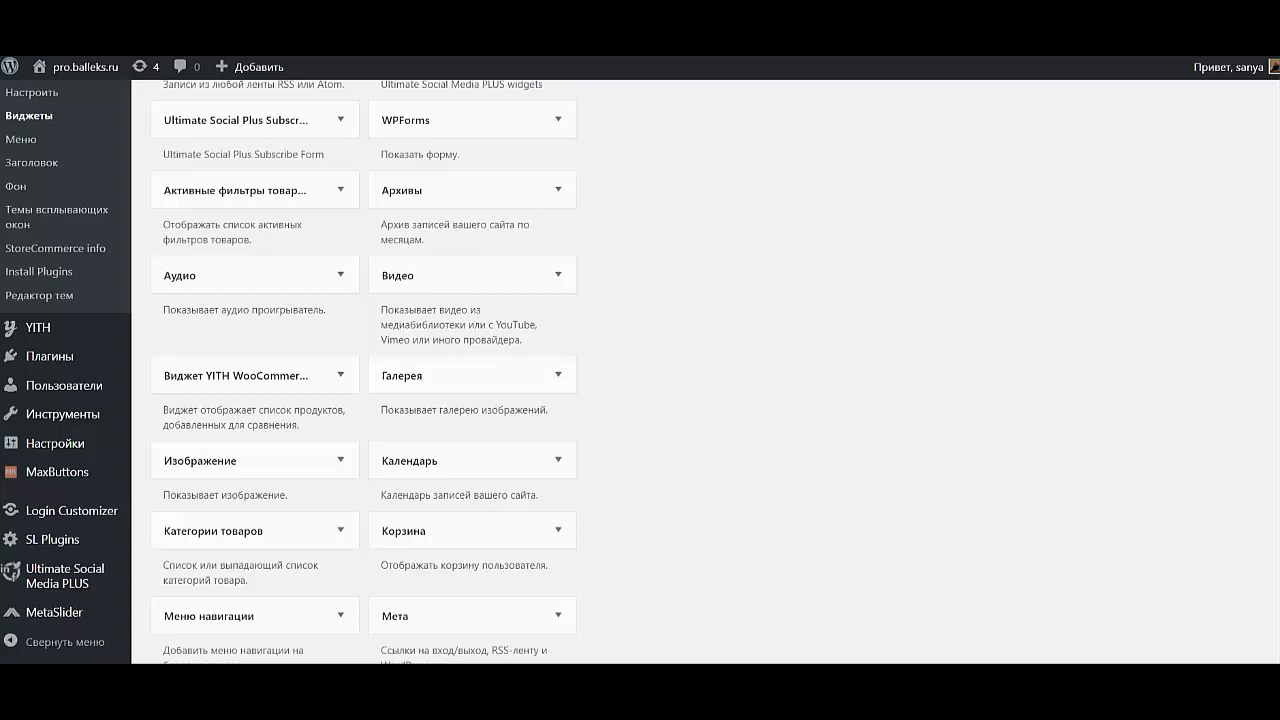 pro.balleks.ru 4 0 Добавить Привет, sanya
Настроить
Виджеты
Меню
Заголовок
Фон
Темы всплывающих
окон
StoreCommerce info
Install Plugins
Редактор тем
YITH
Плагины
Пользователи
Инструменты
Настройки
MaxButtons
Login Customizer
SL Plugins
Ultimate Social
Media PLUS
MetaSlider
Свернуть меню
Записи из любой ленты RSS или Atom.
Ultimate Social Media PLUS widgets
Ultimate Social Plus Subscr...
WPForms
Ultimate Social Plus Subscribe Form
Показать форму.
Активные фильтры товар...
Архивы
Отображать список активных
фильтров товаров.
Архив записей вашего сайта по
месяцам.
Аудио
Видео
Показывает аудио проигрыватель.
Показывает видео из
медиабиблиотеки или с YouTube,
Vimeo или иного провайдера.
Виджет YITH WooCommer...
Галерея
Виджет отображает список продуктов,
добавленных для сравнения.
Показывает галерею изображений.
Изображение
Календарь
Показывает изображение.
Календарь записей вашего сайта.
Категории товаров
Корзина
Список или выпадающий список
категорий товара.
Отображать корзину пользователя.
Меню навигации
Мета
Добавить меню навигации на
Ссылки на вход/выход, RSS-ленту и